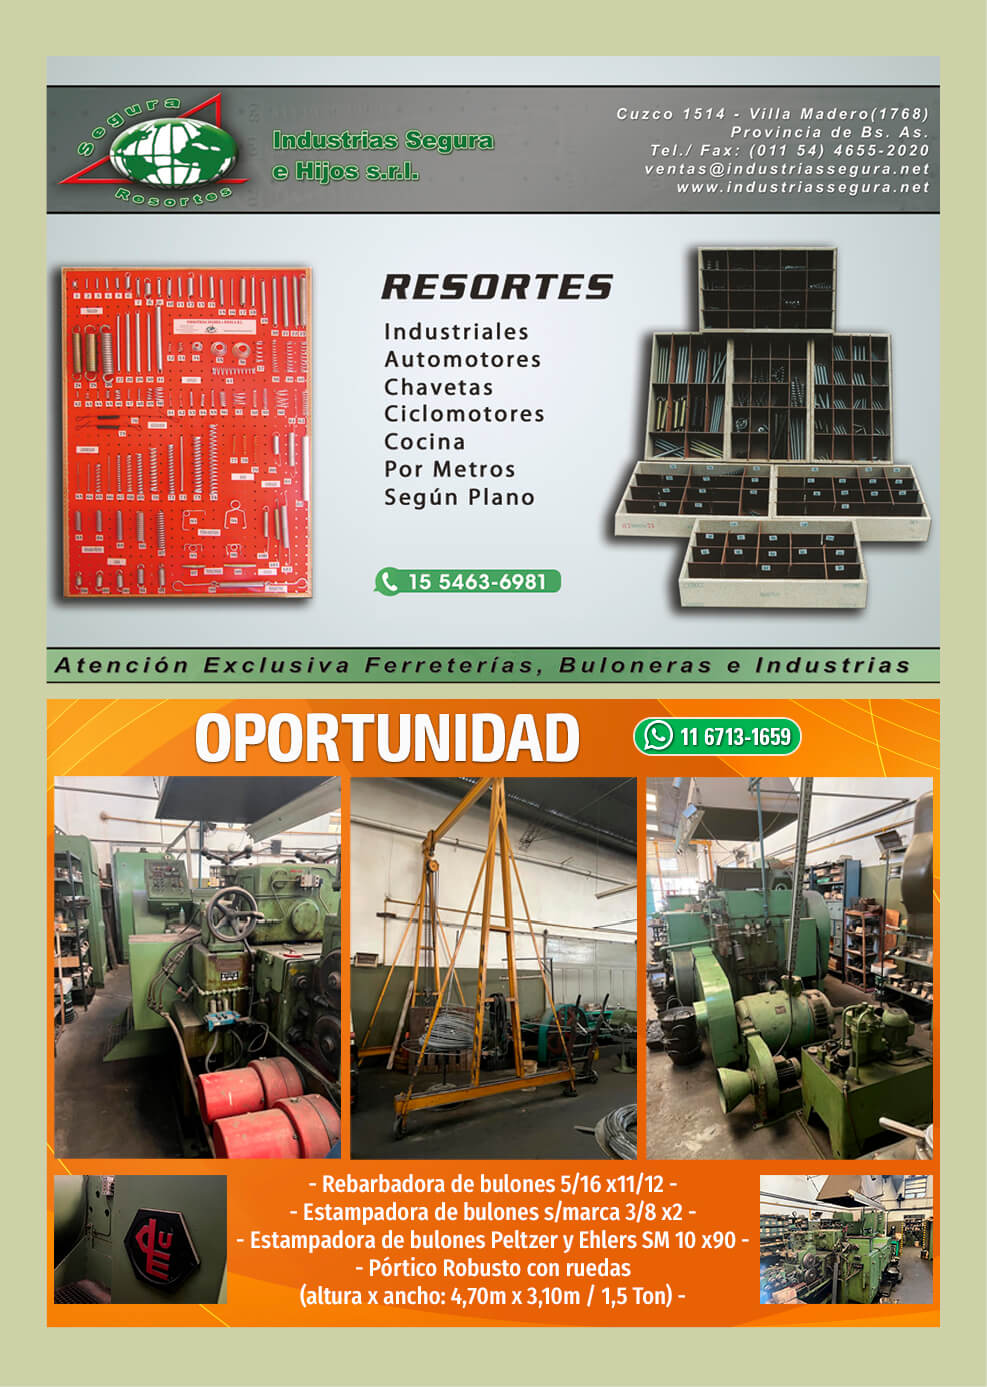 Segura
Resortes
Industrias Segura
e Hijos s.r.l.
Cuzco 1514 - Villa Madero(1768)
Provincia de Bs. As.
Tel./ Fax: (011 54) 4655-2020
ventas@industriassegura.net
www.industriassegura.net
RESORTES
Industriales
Automotores
Chavetas
Ciclomotores
Cocina
Por Metros
Según Plano
15 5463-6981
Atención Exclusiva Ferreterías, Buloneras e Industrias
OPORTUNIDAD
11 6713-1659
- Rebarbadora de bulones 5/16 x11/12 -
- Estampadora de bulones s/marca 3/8 x2 -
- Estampadora de bulones Peltzer y Ehlers SM 10 x90 -
- Pórtico Robusto con ruedas
(altura x ancho: 4,70m x 3,10m / 1,5 Ton) -